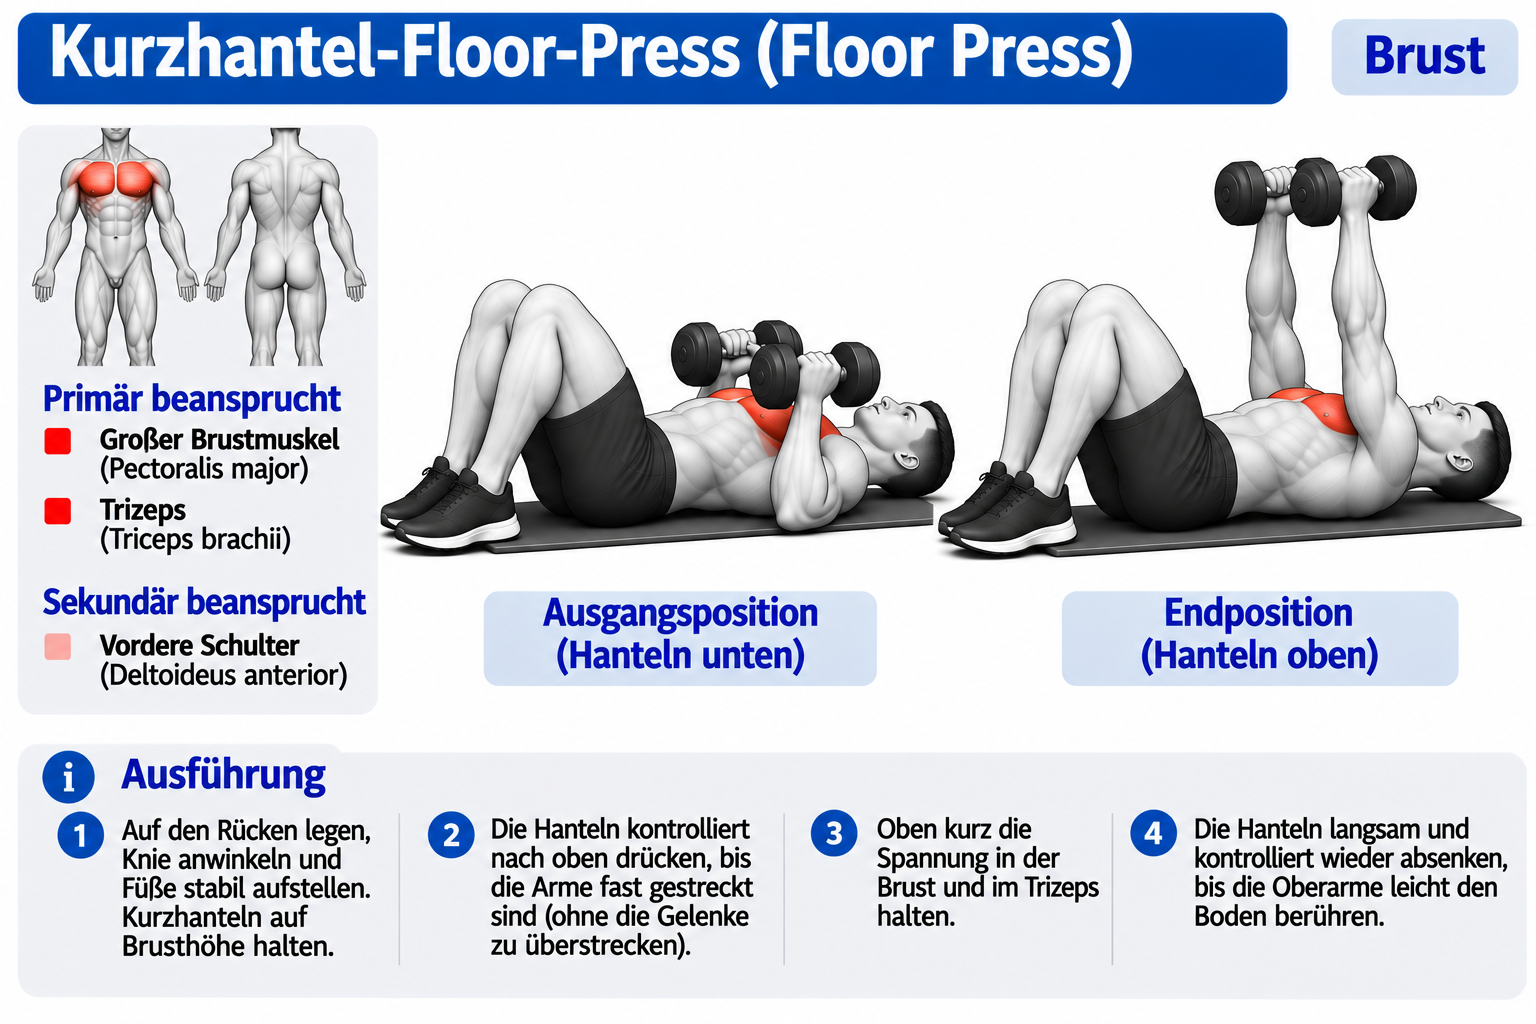 Kurzhantel-Floor-Press (Floor Press)
Brust
Primär beansprucht
Großer Brustmuskel
(Pectoralis major)
Trizeps
(Triceps brachii)
Sekundär beansprucht
Vordere Schulter
(Deltoideus anterior)
Ausgangsposition
(Hanteln unten)
Endposition
(Hanteln oben)
i Ausführung
1 Auf den Rücken legen,
Knie anwinkeln und
Füße stabil aufstellen.
Kurzhanteln auf
Brusthöhe halten.
2 Die Hanteln kontrolliert
nach oben drücken, bis
die Arme fast gestreckt
sind (ohne die Gelenke
zu überstrecken).
3 Oben kurz die
Spannung in der
Brust und im Trizeps
halten.
4 Die Hanteln langsam und
kontrolliert wieder absenken,
bis die Oberarme leicht den
Boden berühren.